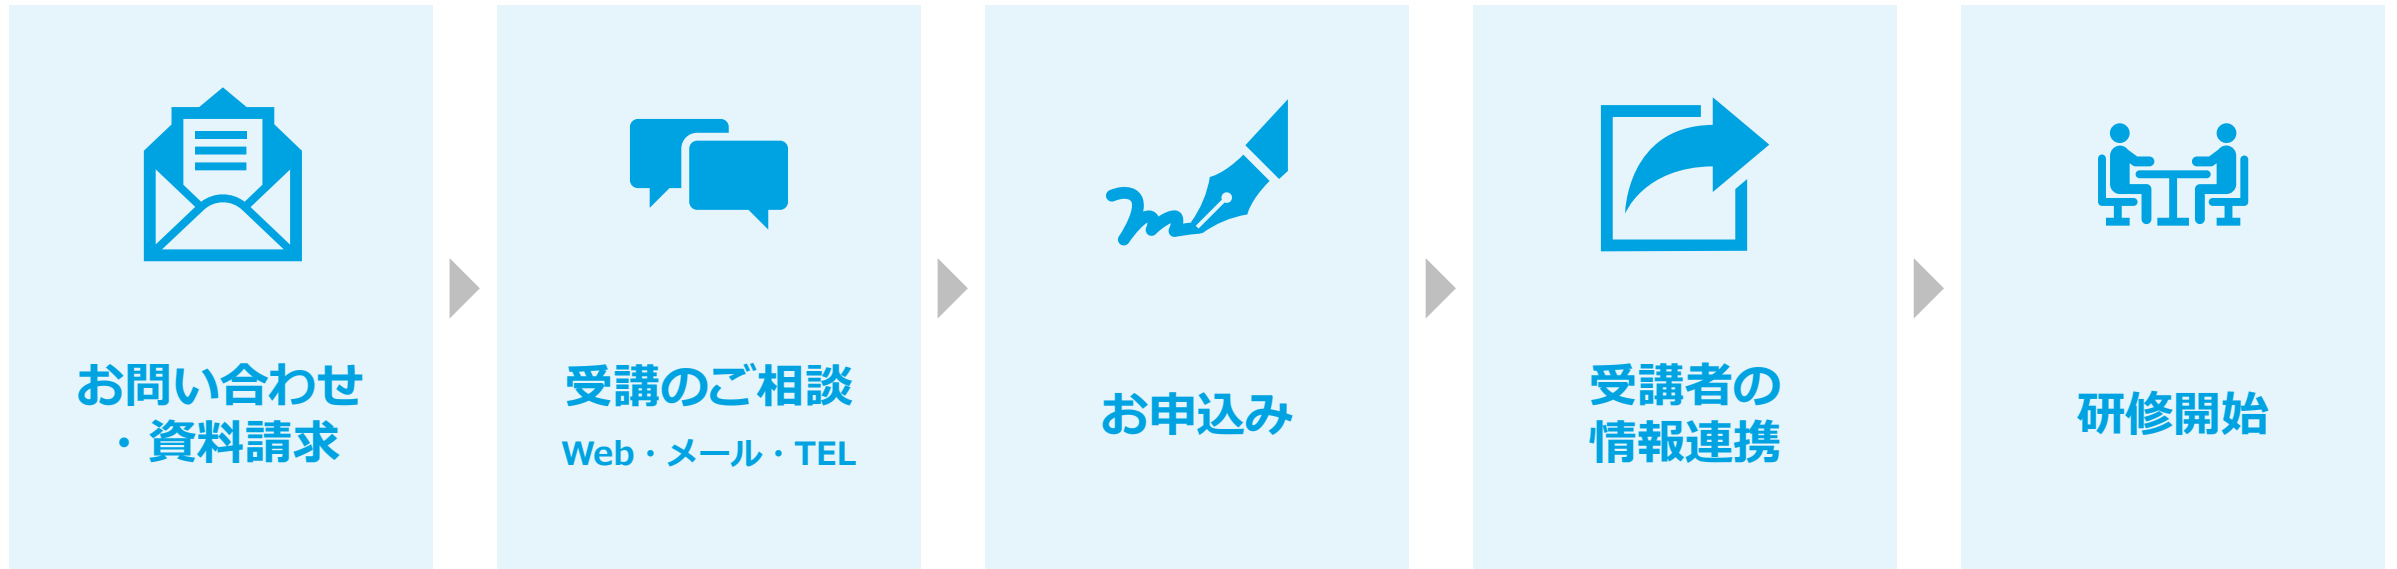 お問い合わせ
・資料請求
受講のご相談
Web・メール・TEL
お申込み
受講者の
情報連携
研修開始